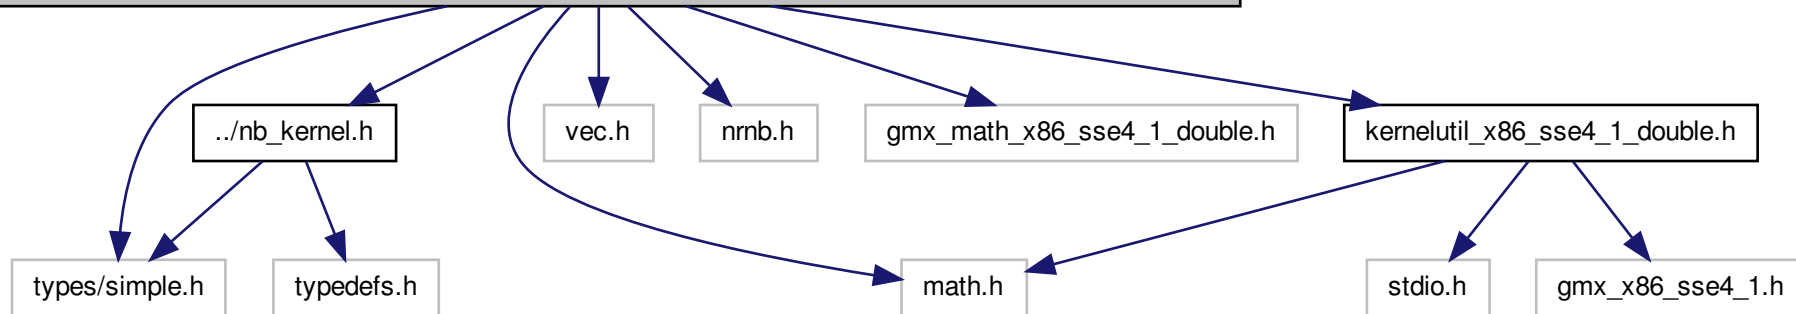 ../nb_kernel.h
vec.h
nrnb.h
gmx_math_x86_sse4_1_double.h
kernelutil_x86_sse4_1_double.h
types/simple.h
typedefs.h
math.h
stdio.h
gmx_x86_sse4_1.h